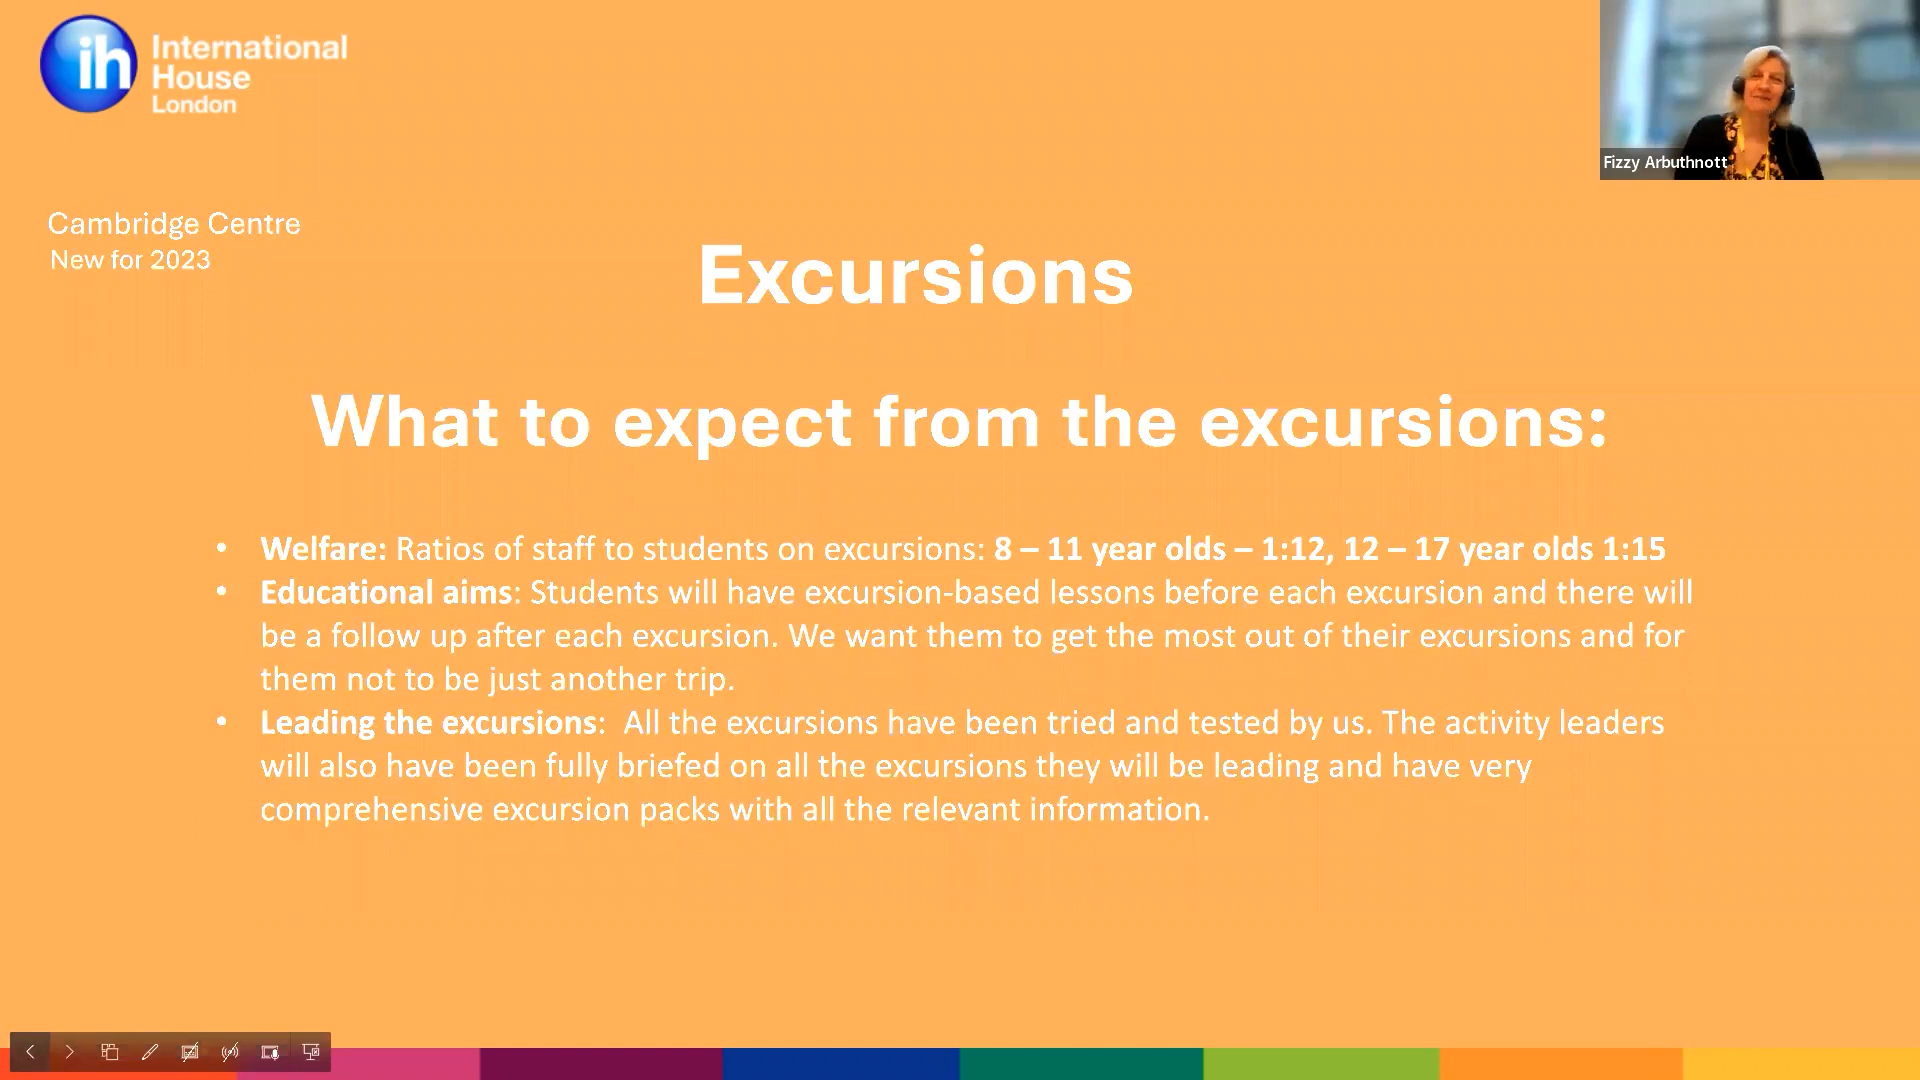 ih
International
House
London
Fizzy Arbuthnott
Cambridge Centre
New for 2023
Excursions
What to expect from the excursions:
• Welfare: Ratios of staff to students on excursions: 8 – 11 year olds – 1:12, 12 – 17 year olds 1:15
• Educational aims: Students will have excursion-based lessons before each excursion and there will
be a follow up after each excursion. We want them to get the most out of their excursions and for
them not to be just another trip.
• Leading the excursions:  All the excursions have been tried and tested by us. The activity leaders
will also have been fully briefed on all the excursions they will be leading and have very
comprehensive excursion packs with all the relevant information.